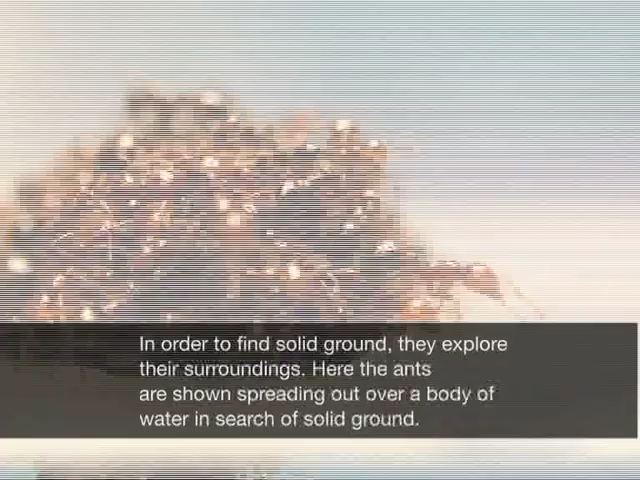 In order to find solid ground, they explore
their surroundings. Here the ants
are shown spreading out over a body of
water in search of solid ground.